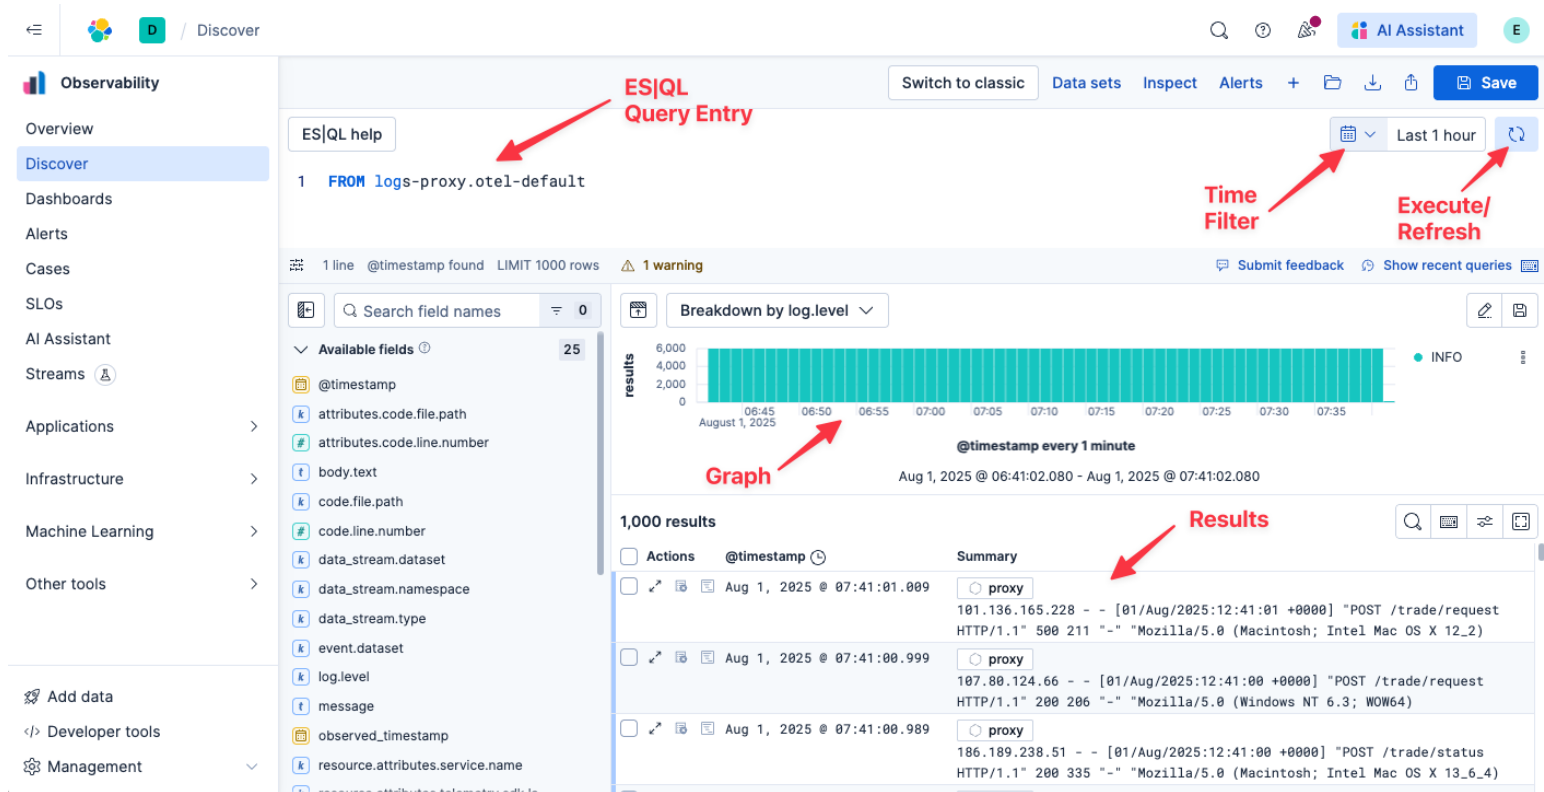 D / Discover
AI Assistant
E
Observability
Overview
Discover
Dashboards
Alerts
Cases
SLOs
AI Assistant
Streams
Applications
Infrastructure
Machine Learning
Other tools
Add data
Developer tools
Management
Switch to classic
Data sets
Inspect
Alerts
Save
ES|QL
Query Entry
ES|QL help
Last 1 hour
1 FROM logs-proxy.otel-default
Time
Filter
Execute/
Refresh
1 line @timestamp found LIMIT 1000 rows 1 warning
Submit feedback Show recent queries
Search field names 0
Available fields 25
@timestamp
k attributes.code.file.path
# attributes.code.line.number
t body.text
k code.file.path
# code.line.number
k data_stream.dataset
k data_stream.namespace
k data_stream.type
k event.dataset
k log.level
t message
observed_timestamp
k resource.attributes.service.name
Breakdown by log.level
results
6,000
4,000
2,000
0
06:45 06:50 06:55 07:00 07:05 07:10 07:15 07:20 07:25 07:30 07:35
August 1, 2025
INFO
@timestamp every 1 minute
Graph
Aug 1, 2025 @ 06:41:02.080 - Aug 1, 2025 @ 07:41:02.080
1,000 results
Results
Actions @timestamp Summary
Aug 1, 2025 @ 07:41:01.009 proxy
101.136.165.228 - - [01/Aug/2025:12:41:01 +0000] "POST /trade/request
HTTP/1.1" 500 211 "-" "Mozilla/5.0 (Macintosh; Intel Mac OS X 12_2)
Aug 1, 2025 @ 07:41:00.999 proxy
107.80.124.66 - - [01/Aug/2025:12:41:00 +0000] "POST /trade/request
HTTP/1.1" 200 206 "-" "Mozilla/5.0 (Windows NT 6.3; WOW64)
Aug 1, 2025 @ 07:41:00.989 proxy
186.189.238.51 - - [01/Aug/2025:12:41:00 +0000] "POST /trade/status
HTTP/1.1" 200 335 "-" "Mozilla/5.0 (Macintosh; Intel Mac OS X 13_6_4)